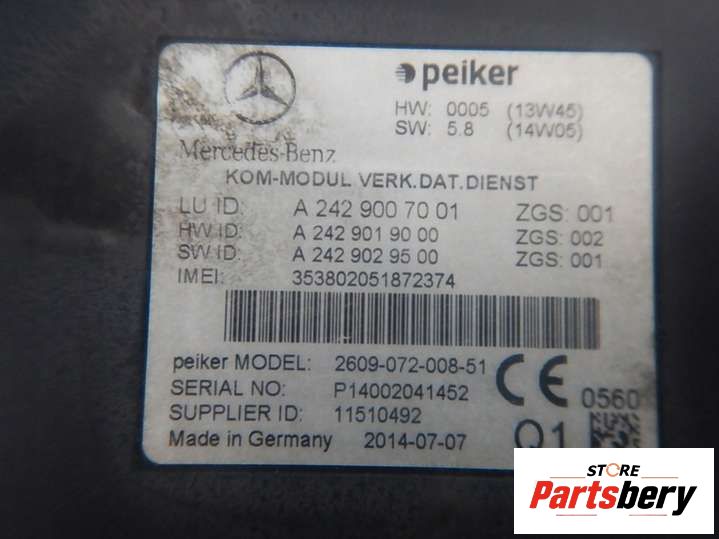 peiker
HW: 0005 (13W45)
SW: 5.8 (14W05)
Mercedes-Benz
KOM-MODUL VERK.DAT.DIENST
LU ID: A 242 900 70 01 ZGS: 001
HW ID: A 242 901 90 00 ZGS: 002
SW ID: A 242 902 95 00 ZGS: 001
IMEI: 353802051872374
peiker MODEL: 2609-072-008-51
SERIAL NO: P14002041452
SUPPLIER ID: 11510492
Made in Germany 2014-07-07
CE 0560
Q1
STORE
Partsbery